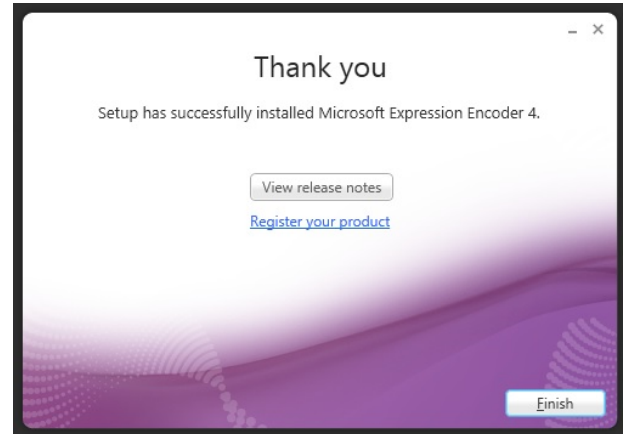 Thank you
Setup has successfully installed Microsoft Expression Encoder 4.
View release notes
Register your product
Finish